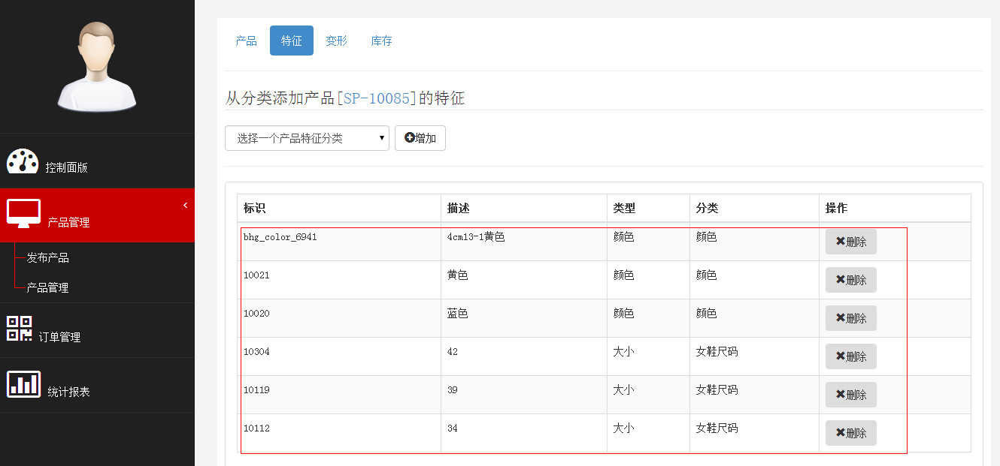 控制面版
产品管理
发布产品
产品管理
订单管理
统计报表
产品 特征 变形 库存
从分类添加产品[SP-10085]的特征
选择一个产品特征分类 增加
标识 描述 类型 分类 操作
bhg_color_6941 4cm13-1黄色 颜色 颜色 删除
10021 黄色 颜色 颜色 删除
10020 蓝色 颜色 颜色 删除
10304 42 大小 女鞋尺码 删除
10119 39 大小 女鞋尺码 删除
10112 34 大小 女鞋尺码 删除